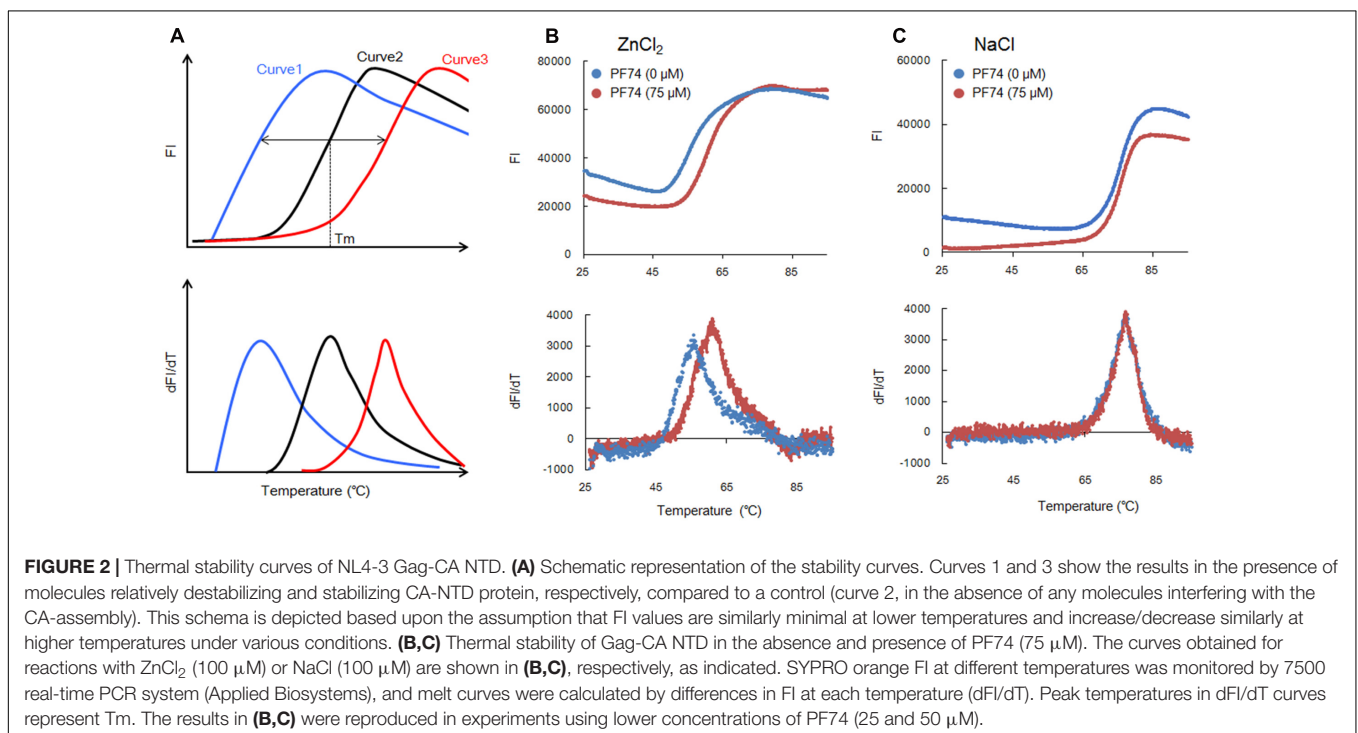 A
Curve1
Curve2
Curve3
FI
Tm
dFI/dT
Temperature (℃)
B
ZnCl₂
PF74 (0 μM)
PF74 (75 μM)
80000
60000
40000
20000
0
FI
25
45
65
85
4000
3000
2000
1000
0
-1000
dFI/dT
25
45
65
85
Temperature (℃)
C
NaCl
PF74 (0 μM)
PF74 (75 μM)
60000
40000
20000
0
FI
25
45
65
85
4000
3000
2000
1000
0
-1000
dFI/dT
25
45
65
85
Temperature (℃)
FIGURE 2 | Thermal stability curves of NL4-3 Gag-CA NTD. (A) Schematic representation of the stability curves. Curves 1 and 3 show the results in the presence of
molecules relatively destabilizing and stabilizing CA-NTD protein, respectively, compared to a control (curve 2, in the absence of any molecules interfering with the
CA-assembly). This schema is depicted based upon the assumption that FI values are similarly minimal at lower temperatures and increase/decrease similarly at
higher temperatures under various conditions. (B,C) Thermal stability of Gag-CA NTD in the absence and presence of PF74 (75 μM). The curves obtained for
reactions with ZnCl₂ (100 μM) or NaCl (100 μM) are shown in (B,C), respectively, as indicated. SYPRO orange FI at different temperatures was monitored by 7500
real-time PCR system (Applied Biosystems), and melt curves were calculated by differences in FI at each temperature (dFI/dT). Peak temperatures in dFI/dT curves
represent Tm. The results in (B,C) were reproduced in experiments using lower concentrations of PF74 (25 and 50 μM).